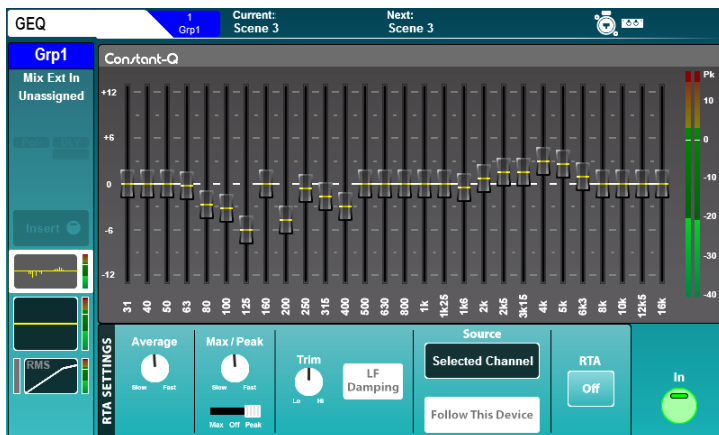 GEQ
1
Grp1
Current:
Scene 3
Next:
Scene 3
Grp1
Mix Ext In
Unassigned
Insert
RMS
Constant-Q
+12
+6
0
-6
-12
31 40 50 63 80 100 125 160 200 250 315 400 500 630 800 1k 1k25 1k6 2k 2k5 3k15 4k 5k 6k3 8k 10k 12k5 16k
Pk
10
0
-10
-20
-30
-40
RTA SETTINGS
Average
Slow Fast
Max / Peak
Slow Fast
Max Off Peak
Trim
Lo Hi
LF
Damping
Source
Selected Channel
Follow This Device
RTA
Off
In